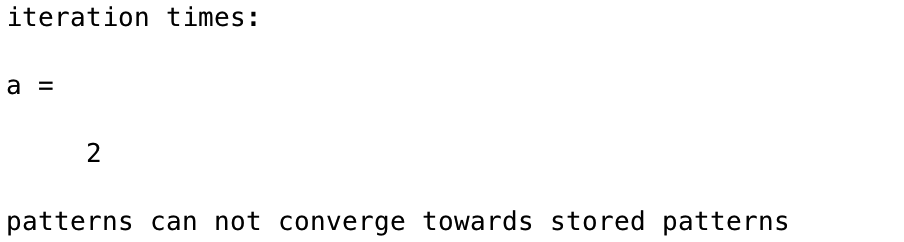 iteration times:
a =
2
patterns can not converge towards stored patterns